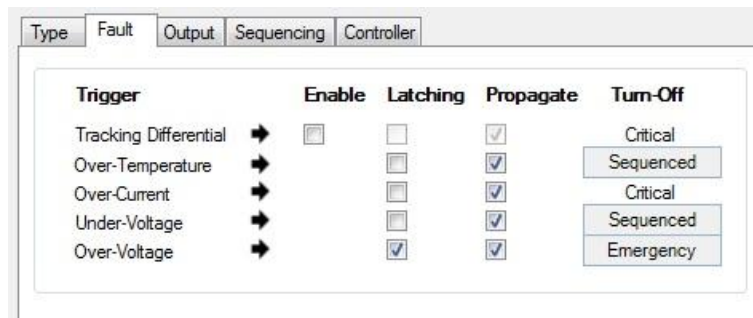 Type Fault Output Sequencing Controller
Trigger Enable Latching Propagate Turn-Off
Tracking Differential Critical
Over-Temperature Sequenced
Over-Current Critical
Under-Voltage Sequenced
Over-Voltage Emergency